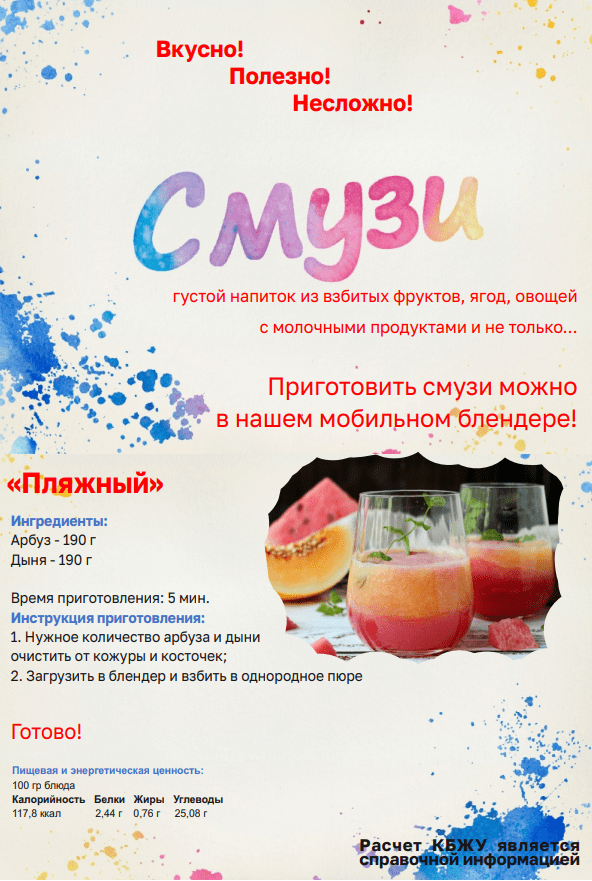 Вкусно!
Полезно!
Несложно!
Смузи
густой напиток из взбитых фруктов, ягод, овощей
с молочными продуктами и не только...
Приготовить смузи можно
в нашем мобильном блендере!
«Пляжный»
Ингредиенты:
Арбуз - 190 г
Дыня - 190 г
Время приготовления: 5 мин.
Инструкция приготовления:
1. Нужное количество арбуза и дыни
очистить от кожуры и косточек;
2. Загрузить в блендер и взбить в однородное пюре
Готово!
Пищевая и энергетическая ценность:
100 гр блюда
Калорийность Белки Жиры Углеводы
117,8 ккал 2,44 г 0,76 г 25,08 г
Расчет КБЖУ является
справочной информацией